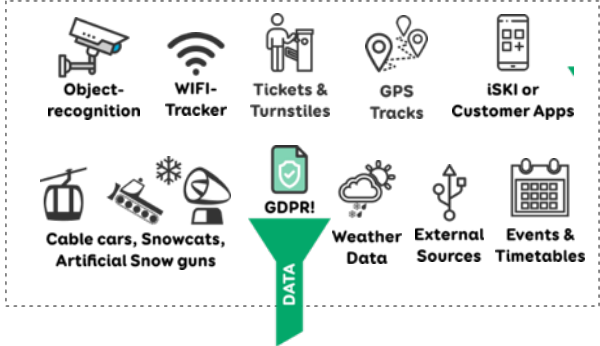 Object-
recognition
WIFI-
Tracker
Tickets &
Turnstiles
GPS
Tracks
iSKI or
Customer Apps
Cable cars, Snowcats,
Artificial Snow guns
GDPR!
DATA
Weather
Data
External
Sources
Events &
Timetables